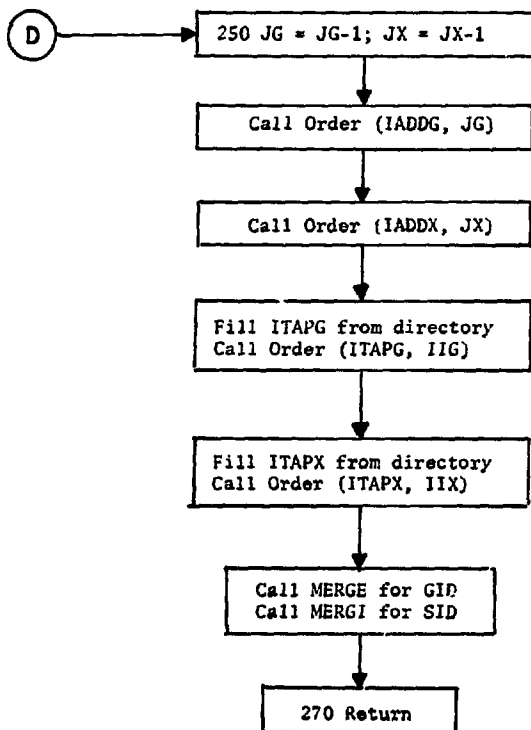 D
250 JG = JG-1; JX = JX-1
Call Order (IADDG, JG)
Call Order (IADDX, JX)
Fill ITAPG from directory
Call Order (ITAPG, IIG)
Fill ITAPX from directory
Call Order (ITAPX, IIX)
Call MERGE for GID
Call MERGI for SID
270 Return